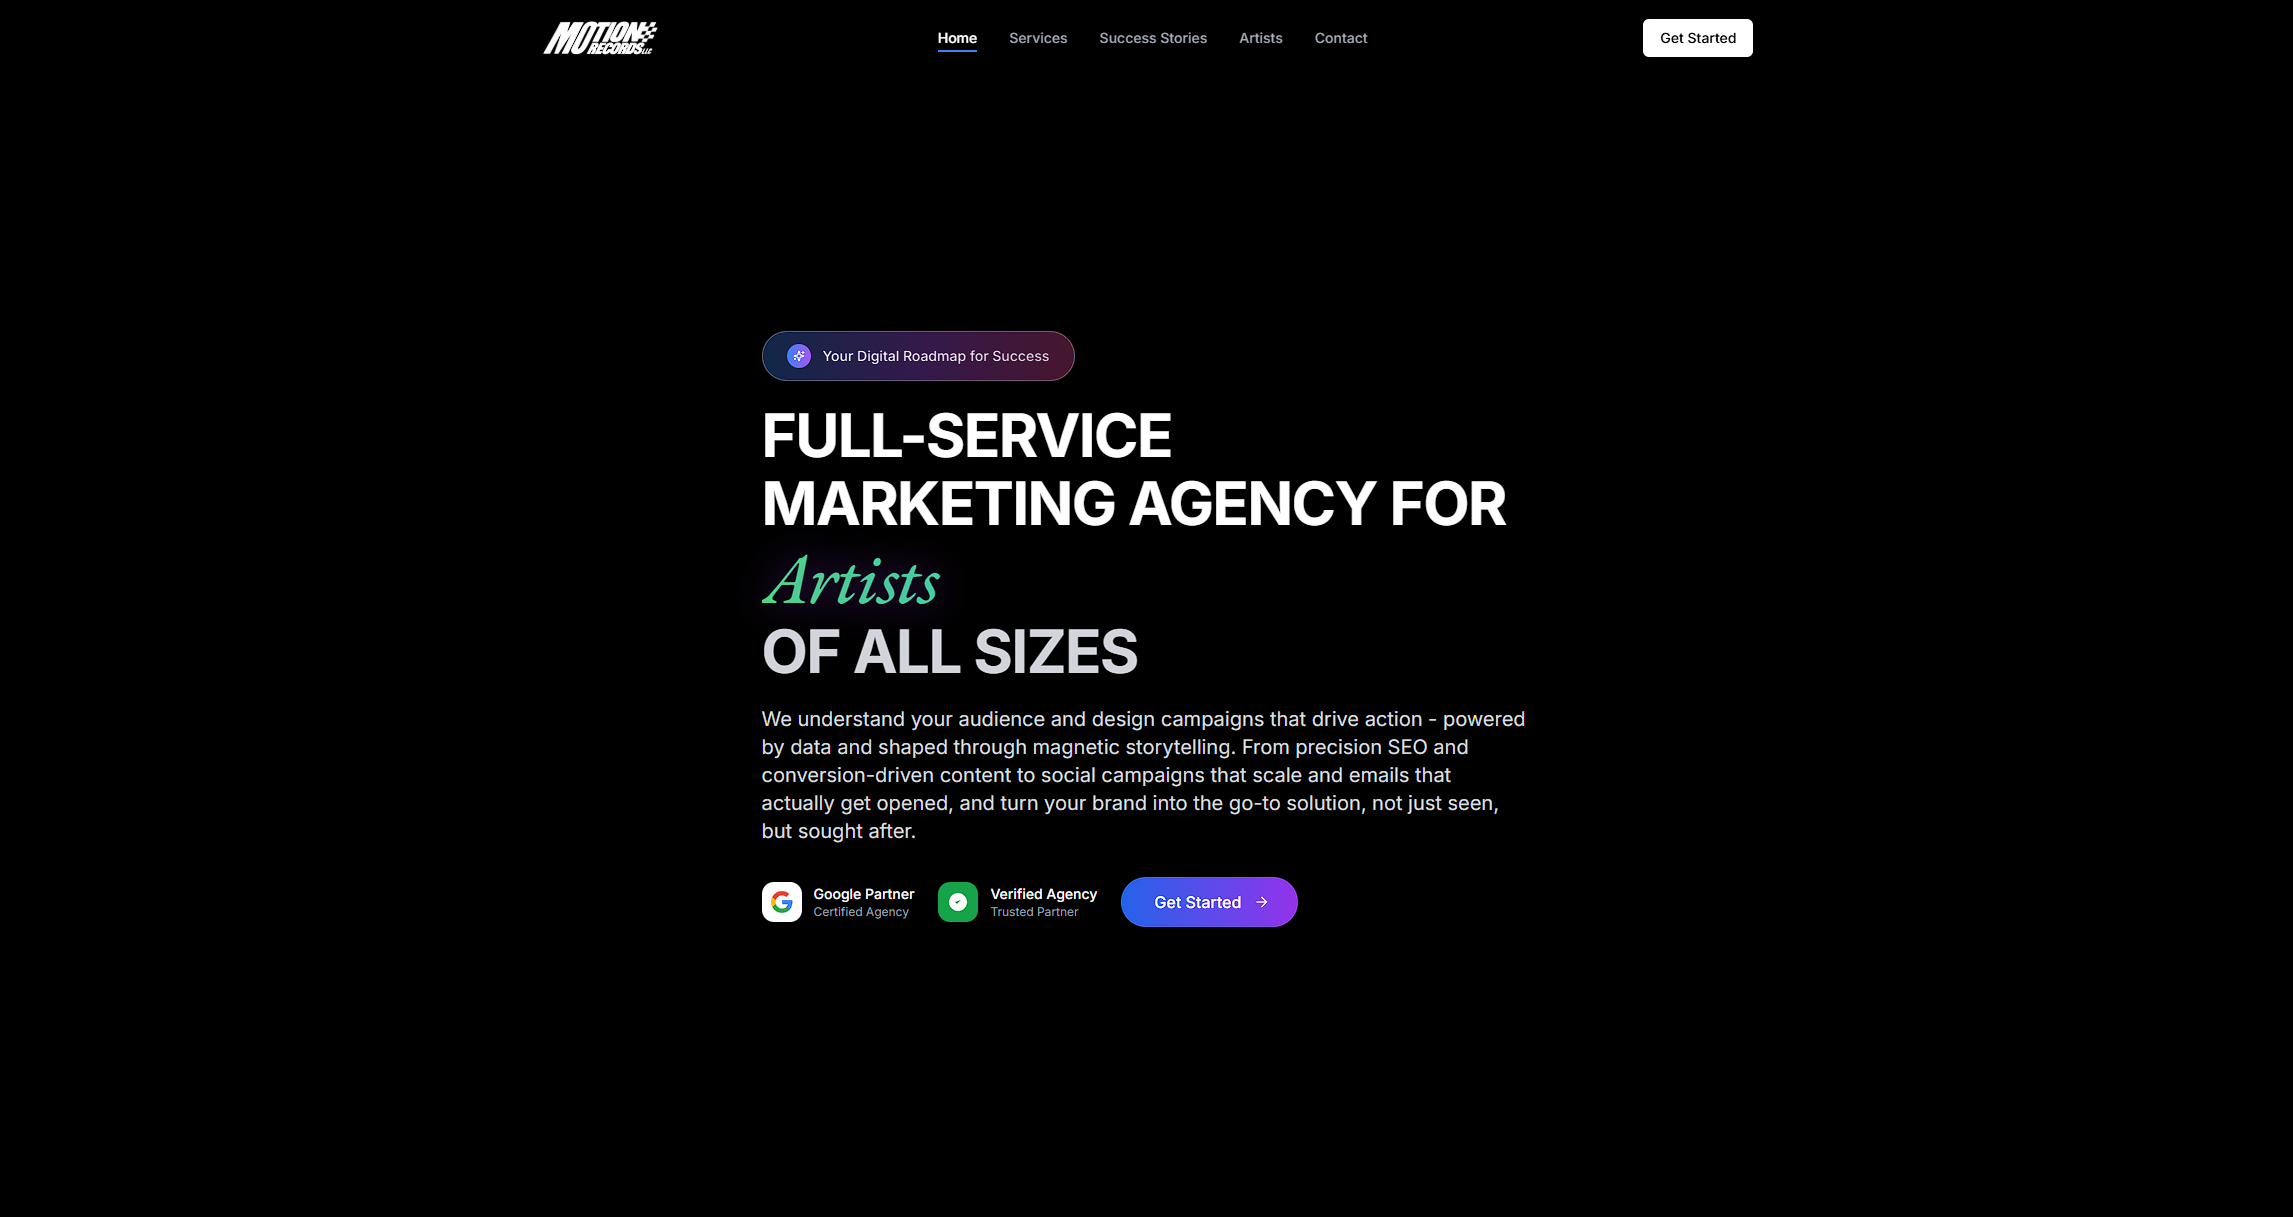 MOTION
RECORDS LLC
Home
Services
Success Stories
Artists
Contact
Get Started
Your Digital Roadmap for Success
FULL-SERVICE
MARKETING AGENCY FOR
Artists
OF ALL SIZES
We understand your audience and design campaigns that drive action - powered
by data and shaped through magnetic storytelling. From precision SEO and
conversion-driven content to social campaigns that scale and emails that
actually get opened, and turn your brand into the go-to solution, not just seen,
but sought after.
Google Partner
Certified Agency
Verified Agency
Trusted Partner
Get Started